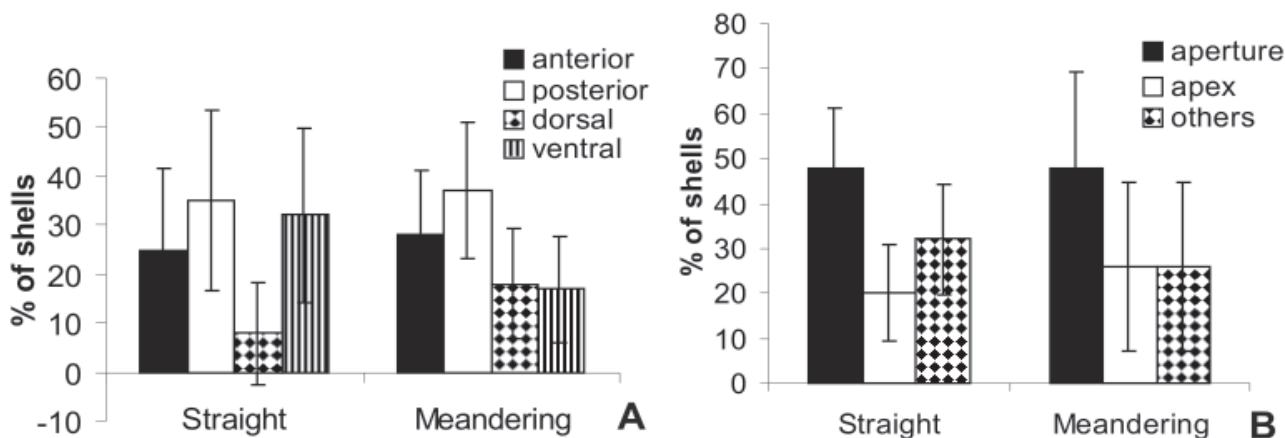 anterior
posterior
dorsal
ventral
% of shells
60
50
40
30
20
10
0
-10
Straight
Meandering
A
aperture
apex
others
% of shells
80
70
60
50
40
30
20
10
0
Straight
Meandering
B